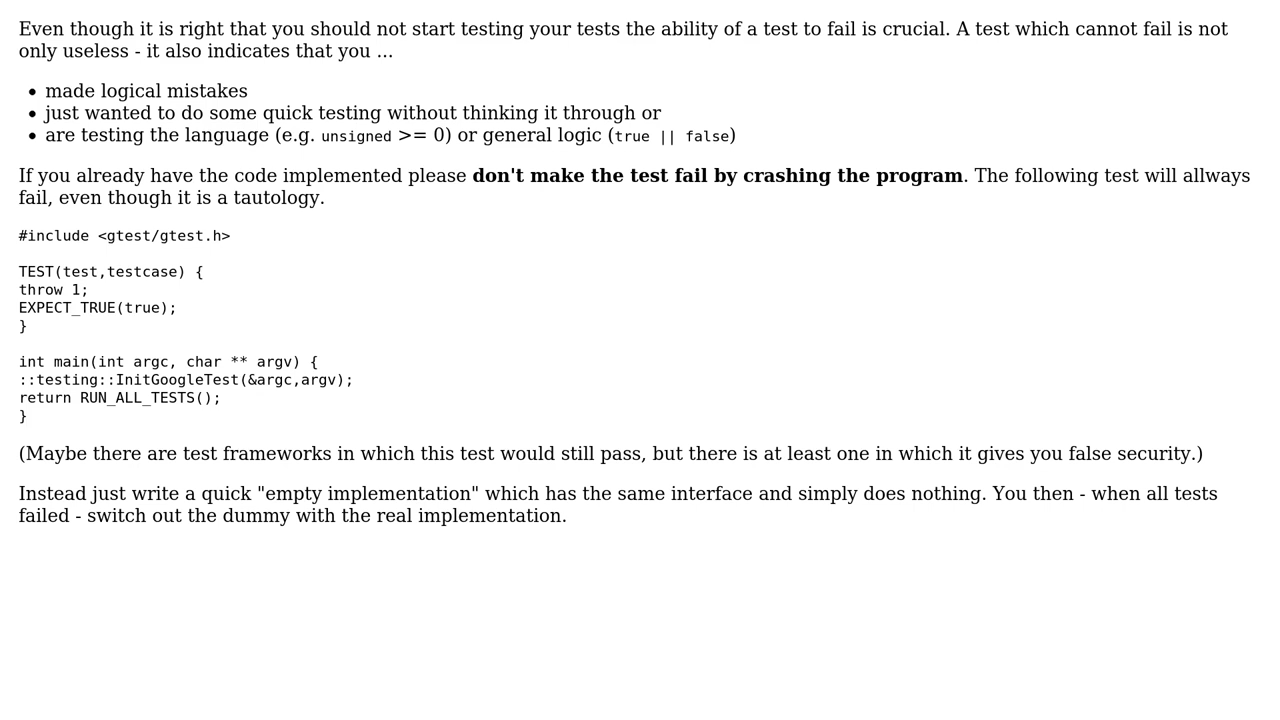 Even though it is right that you should not start testing your tests the ability of a test to fail is crucial. A test which cannot fail is not
only useless - it also indicates that you ...
• made logical mistakes
• just wanted to do some quick testing without thinking it through or
• are testing the language (e.g. unsigned >= 0) or general logic (true || false)
If you already have the code implemented please don't make the test fail by crashing the program. The following test will allways
fail, even though it is a tautology.
#include <gtest/gtest.h>
TEST(test,testcase) {
throw 1;
EXPECT_TRUE(true);
}
int main(int argc, char ** argv) {
::testing::InitGoogleTest(&argc,argv);
return RUN_ALL_TESTS();
}
(Maybe there are test frameworks in which this test would still pass, but there is at least one in which it gives you false security.)
Instead just write a quick "empty implementation" which has the same interface and simply does nothing. You then - when all tests
failed - switch out the dummy with the real implementation.